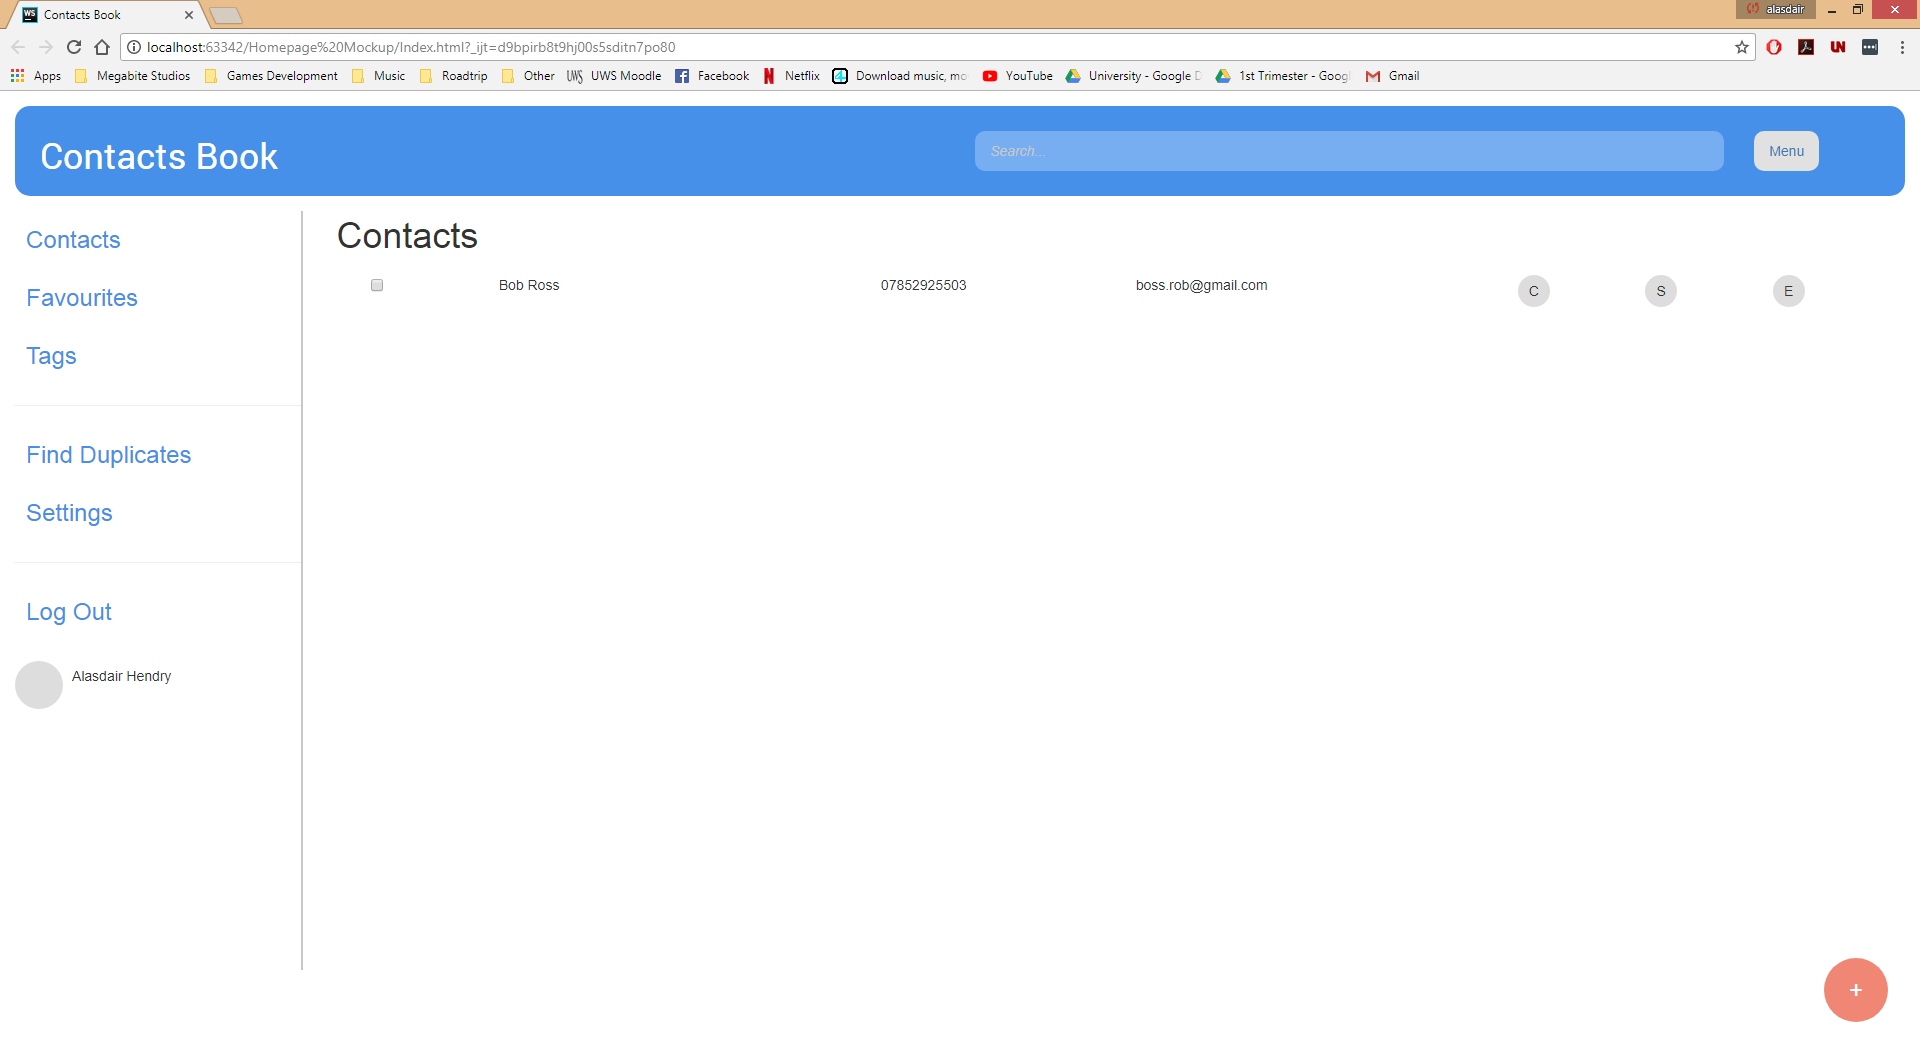 WS Contacts Book
alasdair
localhost:63342/Homepage%20Mockup/Index.html?_ijt=d9bpirb8t9hj00s5sditn7po80
Apps Megabite Studios Games Development Music Roadtrip Other UWS UWS Moodle Facebook Netflix Download music, mo YouTube University - Google D 1st Trimester - Goog Gmail
Contacts Book
Search...
Menu
Contacts
Favourites
Tags
Find Duplicates
Settings
Log Out
Alasdair Hendry
Contacts
Bob Ross 07852925503 boss.rob@gmail.com C S E
+